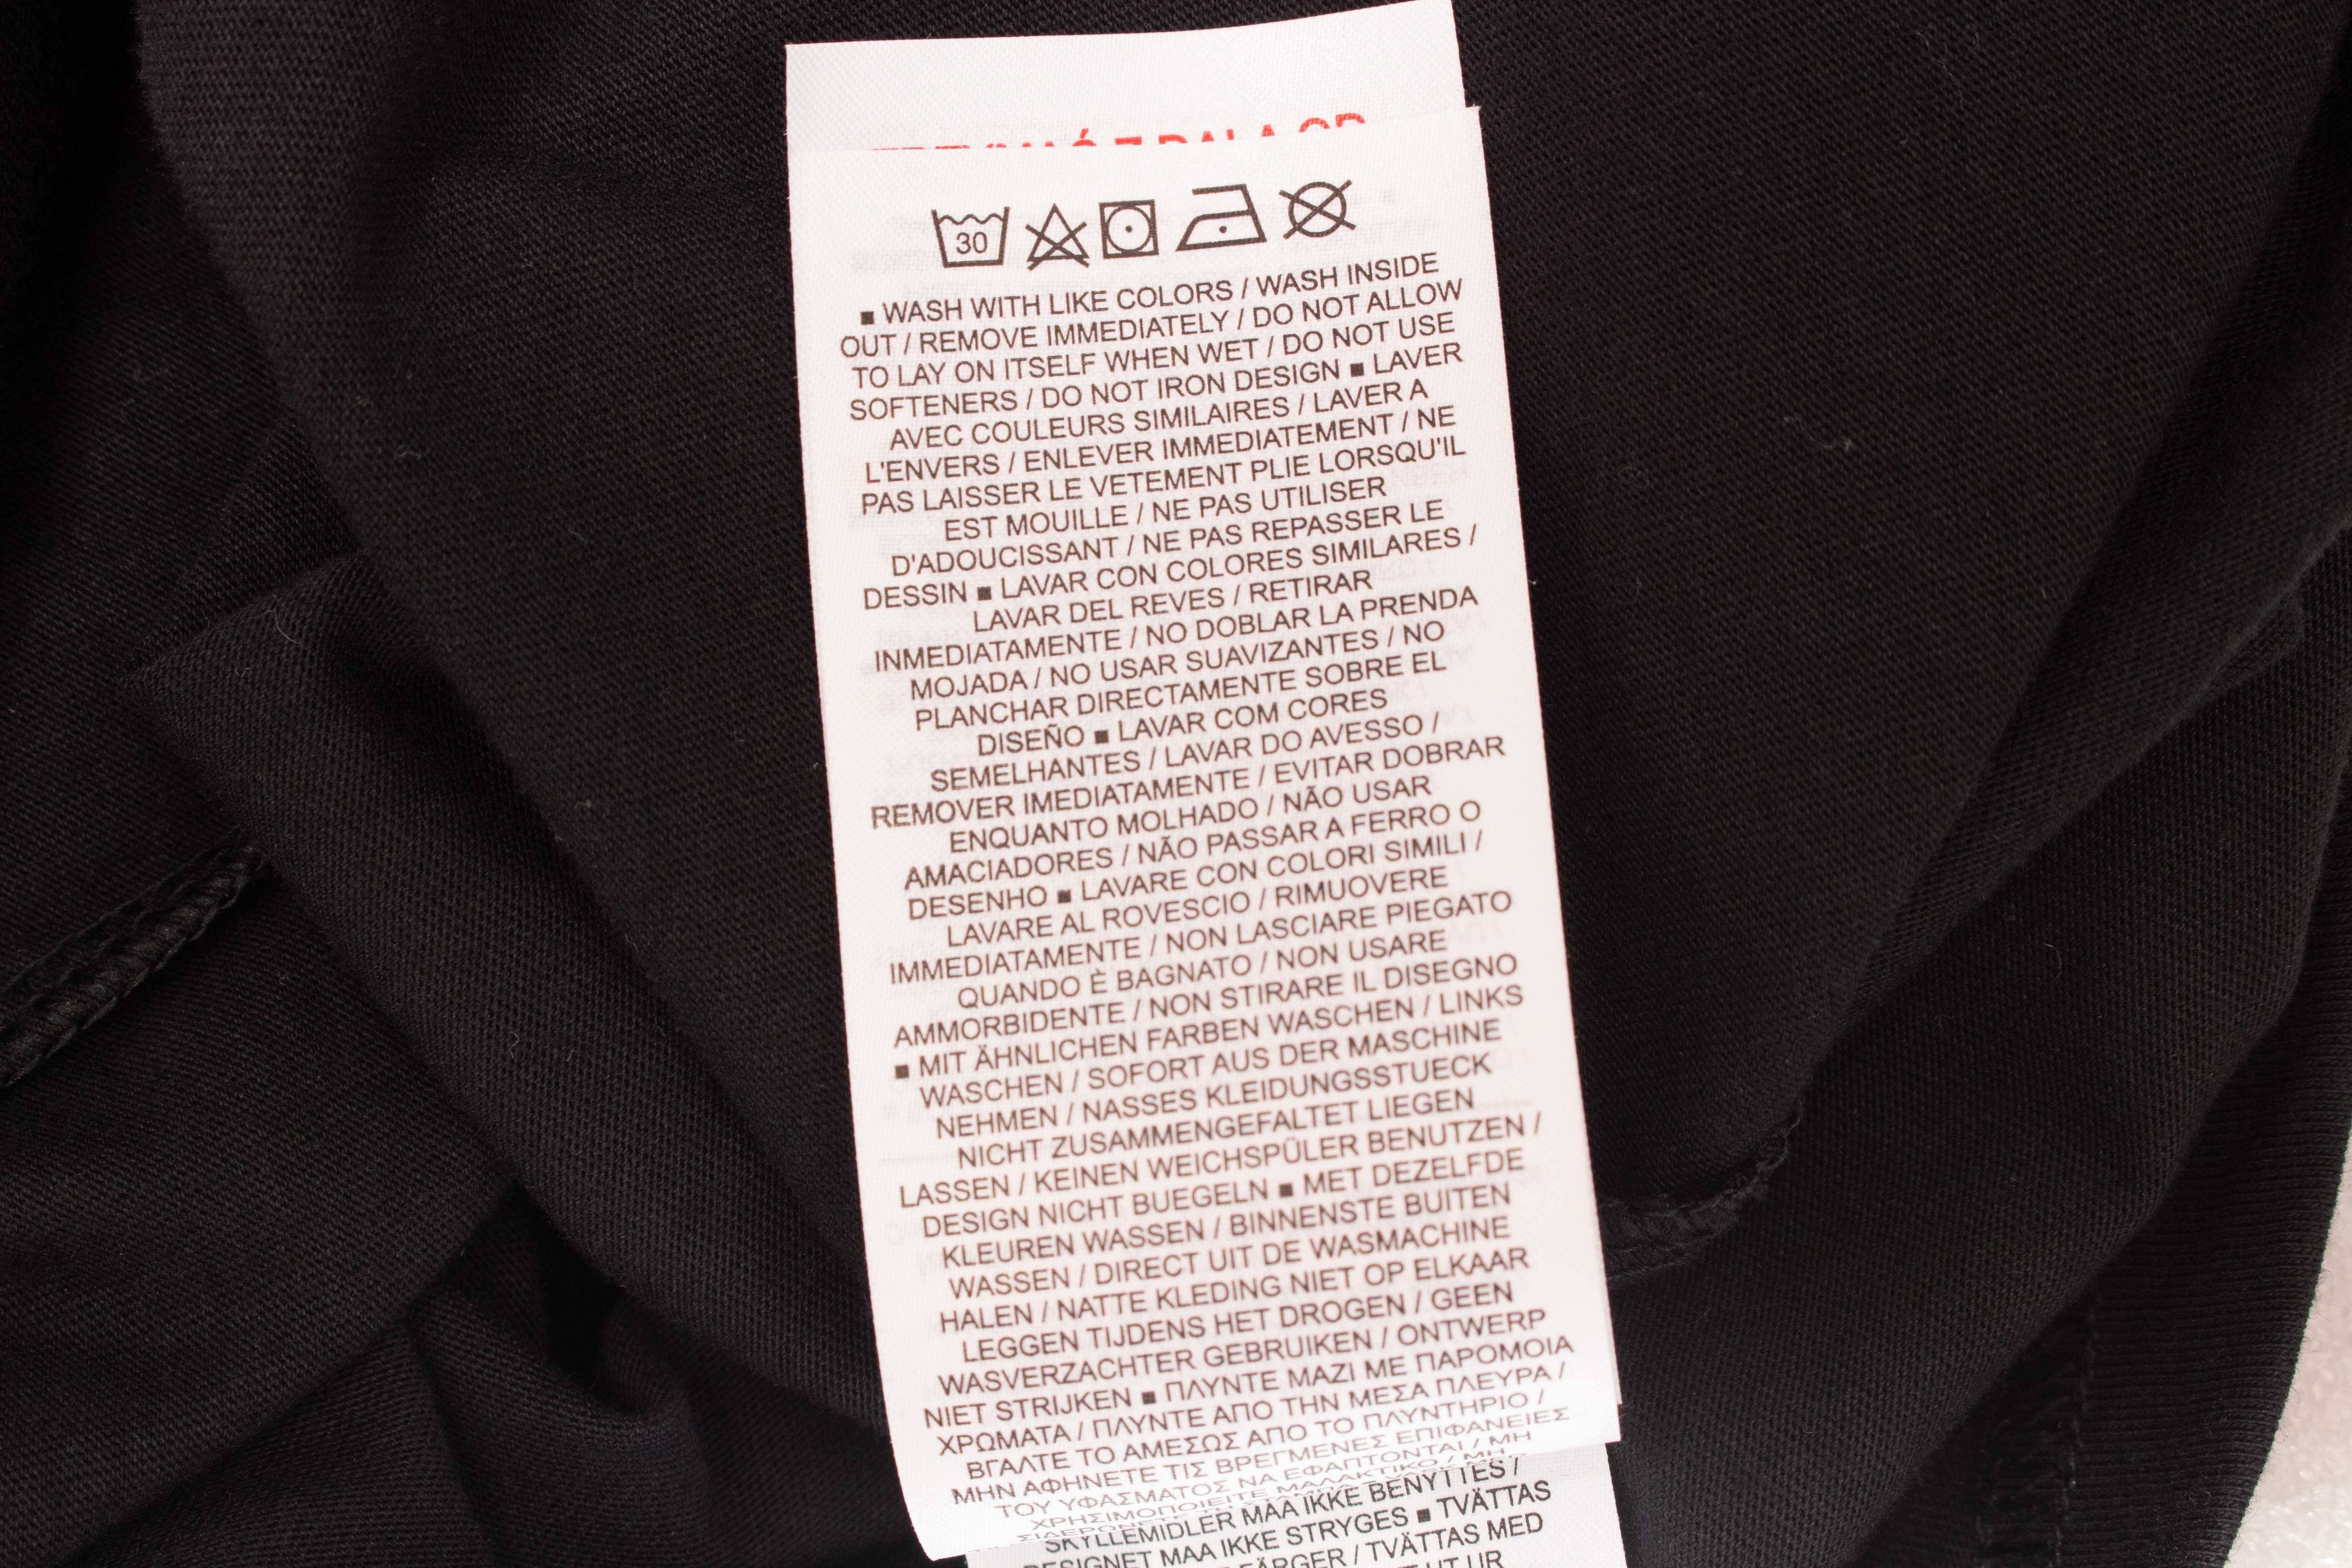 30
■ WASH WITH LIKE COLORS / WASH INSIDE
OUT / REMOVE IMMEDIATELY / DO NOT ALLOW
TO LAY ON ITSELF WHEN WET / DO NOT USE
SOFTENERS / DO NOT IRON DESIGN ■ LAVER
AVEC COULEURS SIMILAIRES / LAVER A
L'ENVERS / ENLEVER IMMEDIATEMENT / NE
PAS LAISSER LE VETEMENT PLIE LORSQU'IL
EST MOUILLE / NE PAS UTILISER
D'ADOUCISSANT / NE PAS REPASSER LE
DESSIN ■ LAVAR CON COLORES SIMILARES /
LAVAR DEL REVES / RETIRAR
INMEDIATAMENTE / NO DOBLAR LA PRENDA
MOJADA / NO USAR SUAVIZANTES / NO
PLANCHAR DIRECTAMENTE SOBRE EL
DISEÑO ■ LAVAR COM CORES
SEMELHANTES / LAVAR DO AVESSO /
REMOVER IMEDIATAMENTE / EVITAR DOBRAR
ENQUANTO MOLHADO / NÃO USAR
AMACIADORES / NÃO PASSAR A FERRO O
DESENHO ■ LAVARE CON COLORI SIMILI /
LAVARE AL ROVESCIO / RIMUOVERE
IMMEDIATAMENTE / NON LASCIARE PIEGATO
QUANDO È BAGNATO / NON USARE
AMMORBIDENTE / NON STIRARE IL DISEGNO
■ MIT ÄHNLICHEN FARBEN WASCHEN / LINKS
WASCHEN / SOFORT AUS DER MASCHINE
NEHMEN / NASSES KLEIDUNGSSTUECK
NICHT ZUSAMMENGEFALTET LIEGEN
LASSEN / KEINEN WEICHSPÜLER BENUTZEN /
DESIGN NICHT BUEGELN ■ MET DEZELFDE
KLEUREN WASSEN / BINNENSTE BUITEN
WASSEN / DIRECT UIT DE WASMACHINE
HALEN / NATTE KLEDING NIET OP ELKAAR
LEGGEN TIJDENS HET DROGEN / GEEN
WASVERZACHTER GEBRUIKEN / ONTWERP
NIET STRIJKEN ■ ΠΛΥΝΤΕ ΜΑΖΙ ΜΕ ΠΑΡΟΜΟΙΑ
ΧΡΩΜΑΤΑ / ΠΛΥΝΤΕ ΑΠΟ ΤΗΝ ΜΕΣΑ ΠΛΕΥΡΑ /
ΒΓΑΛΤΕ ΤΟ ΑΜΕΣΩΣ ΑΠΟ ΤΟ ΠΛΥΝΤΗΡΙΟ /
ΜΗΝ ΑΦΗΝΕΤΕ ΤΙΣ ΒΡΕΓΜΕΝΕΣ ΕΠΙΦΑΝΕΙΕΣ
ΤΟΥ ΥΦΑΣΜΑΤΟΣ ΝΑ ΕΦΑΠΤΟΝΤΑΙ / ΜΗ
ΧΡΗΣΙΜΟΠΟΙΕΙΤΕ ΜΑΛΑΚΤΙΚΟ / ΜΗ
SKYLLEMIDLER MAA IKKE BENYTTES /
DESIGNET MAA IKKE STRYGES ■ TVÄTTAS
FÄRGER / TVÄTTAS MED
UT UR